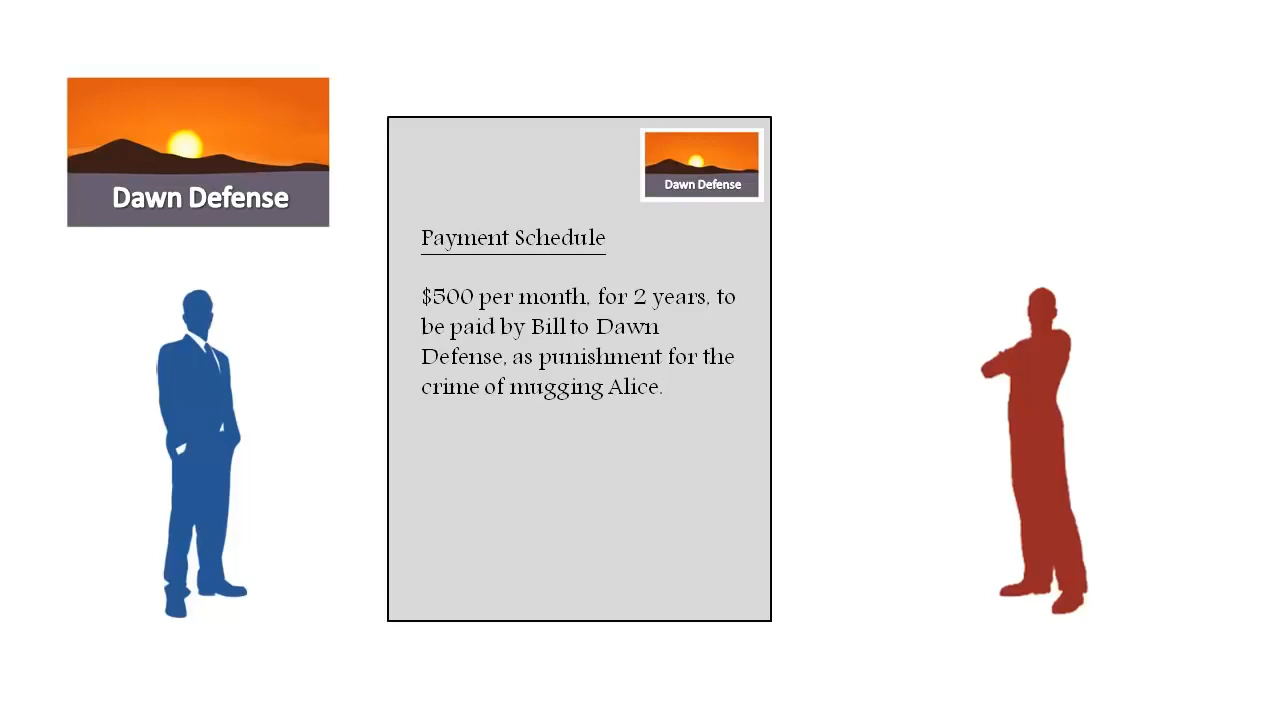 Dawn Defense
Dawn Defense
Payment Schedule
$500 per month, for 2 years, to
be paid by Bill to Dawn
Defense, as punishment for the
crime of mugging Alice.